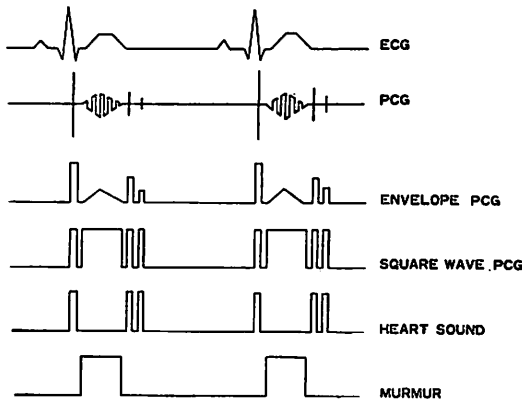 ECG
PCG
ENVELOPE PCG
SQUARE WAVE.PCG
HEART SOUND
MURMUR